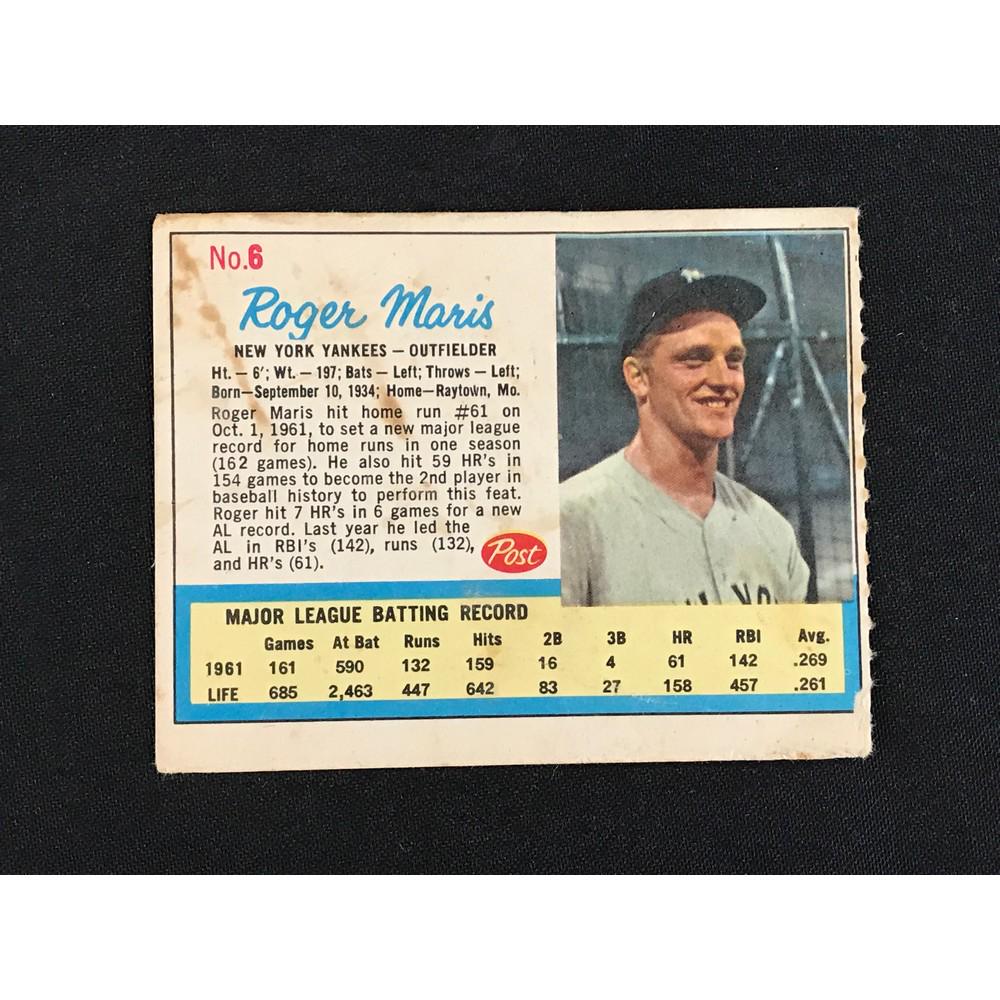 No.6
Roger Maris
NEW YORK YANKEES — OUTFIELDER
Ht. — 6'; Wt. — 197; Bats — Left; Throws — Left;
Born—September 10, 1934; Home—Raytown, Mo.
Roger Maris hit home run #61 on
Oct. 1, 1961, to set a new major league
record for home runs in one season
(162 games). He also hit 59 HR's in
154 games to become the 2nd player in
baseball history to perform this feat.
Roger hit 7 HR's in 6 games for a new
AL record. Last year he led the
AL in RBI's (142), runs (132),
and HR's (61).
Post
MAJOR LEAGUE BATTING RECORD
Games At Bat Runs Hits 2B 3B HR RBI Avg.
1961 161 590 132 159 16 4 61 142 .269
LIFE 685 2,463 447 642 83 27 158 457 .261